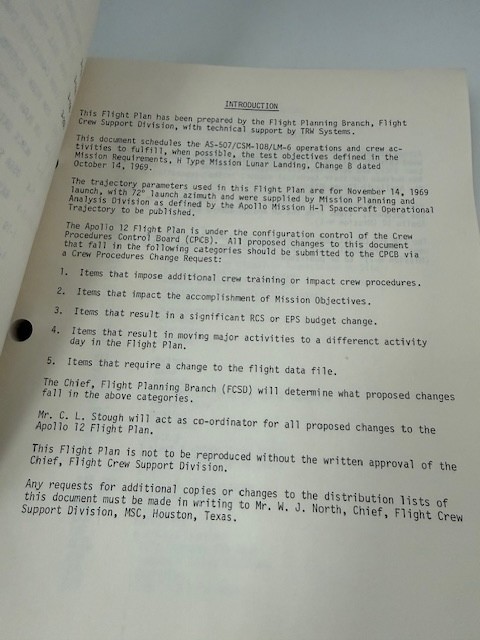 INTRODUCTION
This Flight Plan has been prepared by the Flight Planning Branch, Flight
Crew Support Division, with technical support by TRW Systems.
This document schedules the AS-507/CSM-108/LM-6 operations and crew ac-
tivities to fulfill, when possible, the test objectives defined in the
Mission Requirements, H Type Mission Lunar Landing, Change B dated
October 14, 1969.
The trajectory parameters used in this Flight Plan are for November 14, 1969
launch, with 72° launch azimuth and were supplied by Mission Planning and
Analysis Division as defined by the Apollo Mission H-1 Spacecraft Operational
Trajectory to be published.
The Apollo 12 Flight Plan is under the configuration control of the Crew
Procedures Control Board (CPCB). All proposed changes to this document
that fall in the following categories should be submitted to the CPCB via
a Crew Procedures Change Request:
1. Items that impose additional crew training or impact crew procedures.
2. Items that impact the accomplishment of Mission Objectives.
3. Items that result in a significant RCS or EPS budget change.
4. Items that result in moving major activities to a differenct activity
day in the Flight Plan.
5. Items that require a change to the flight data file.
The Chief, Flight Planning Branch (FCSD) will determine what proposed changes
fall in the above categories.
Mr. C. L. Stough will act as co-ordinator for all proposed changes to the
Apollo 12 Flight Plan.
This Flight Plan is not to be reproduced without the written approval of the
Chief, Flight Crew Support Division.
Any requests for additional copies or changes to the distribution lists of
this document must be made in writing to Mr. W. J. North, Chief, Flight Crew
Support Division, MSC, Houston, Texas.